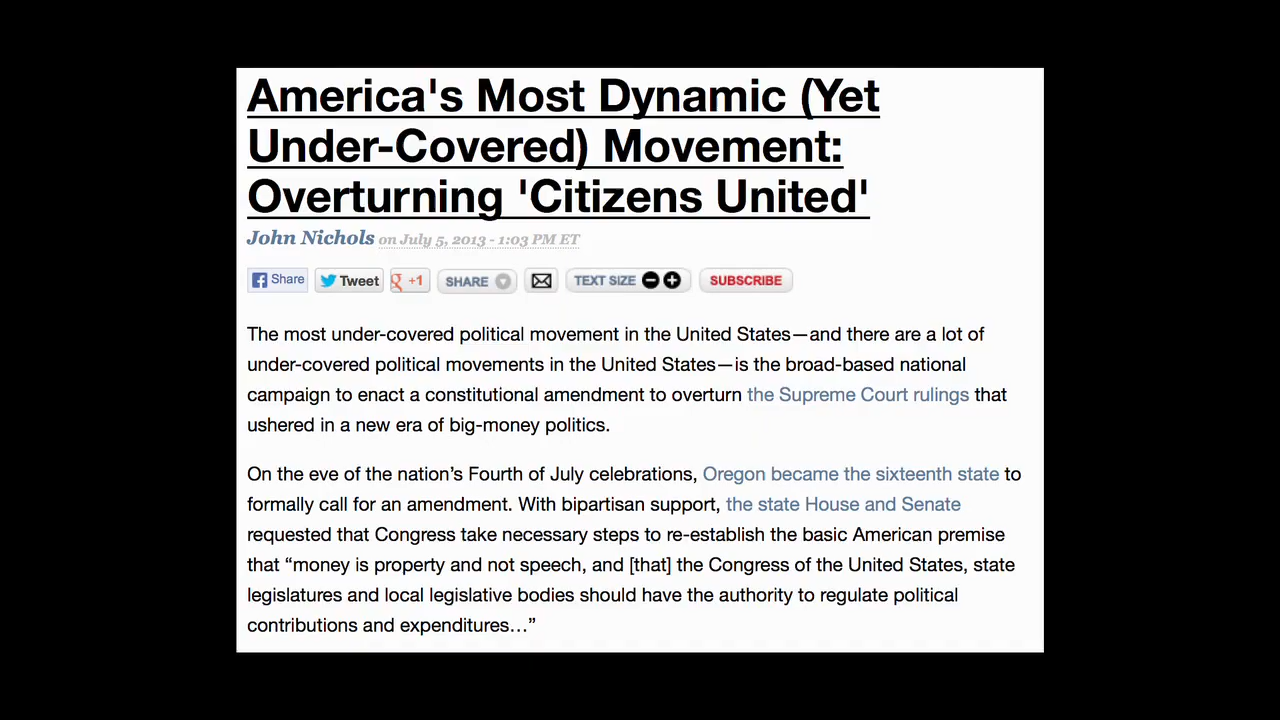 America's Most Dynamic (Yet
Under-Covered) Movement:
Overturning 'Citizens United'
John Nichols on July 5, 2013 - 1:03 PM ET
Share Tweet +1 SHARE TEXT SIZE SUBSCRIBE
The most under-covered political movement in the United States—and there are a lot of
under-covered political movements in the United States—is the broad-based national
campaign to enact a constitutional amendment to overturn the Supreme Court rulings that
ushered in a new era of big-money politics.
On the eve of the nation’s Fourth of July celebrations, Oregon became the sixteenth state to
formally call for an amendment. With bipartisan support, the state House and Senate
requested that Congress take necessary steps to re-establish the basic American premise
that “money is property and not speech, and [that] the Congress of the United States, state
legislatures and local legislative bodies should have the authority to regulate political
contributions and expenditures…”